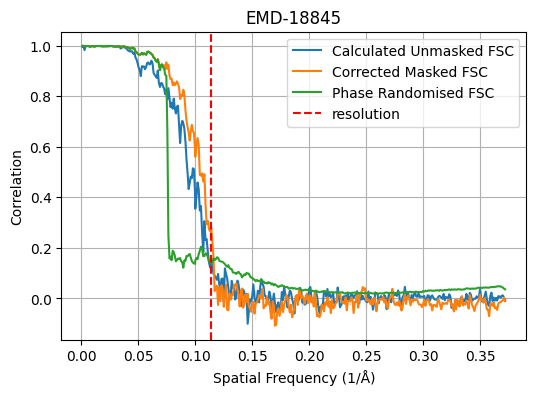 EMD-18845
Calculated Unmasked FSC
Corrected Masked FSC
Phase Randomised FSC
resolution
Correlation
1.0
0.8
0.6
0.4
0.2
0.0
0.00 0.05 0.10 0.15 0.20 0.25 0.30 0.35
Spatial Frequency (1/Å)